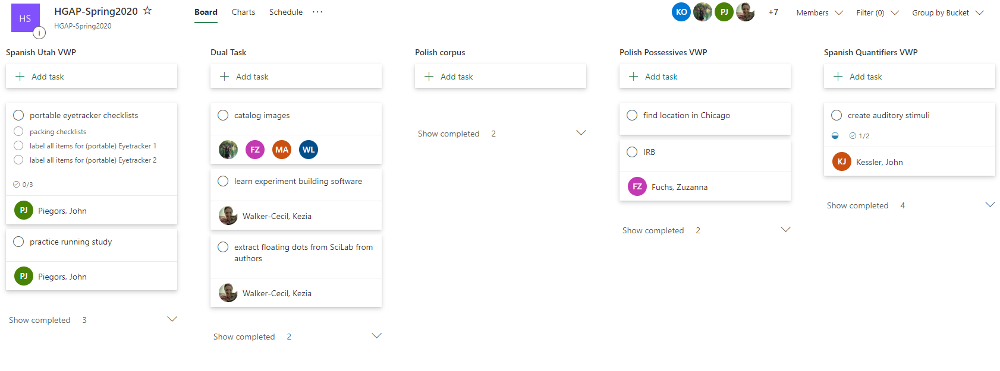 HS
HGAP-Spring2020
HGAP-Spring2020
Board Charts Schedule ···
KO PJ +7 Members Filter (0) Group by Bucket
Spanish Utah VWP
Add task
portable eyetracker checklists
packing checklists
label all items for (portable) Eyetracker 1
label all items for (portable) Eyetracker 2
0/3
PJ Piegors, John
practice running study
PJ Piegors, John
Show completed 3
Dual Task
Add task
catalog images
FZ MA WL
learn experiment building software
Walker-Cecil, Kezia
extract floating dots from SciLab from
authors
Walker-Cecil, Kezia
Show completed 2
Polish corpus
Add task
Show completed 2
Polish Possessives VWP
Add task
find location in Chicago
IRB
FZ Fuchs, Zuzanna
Show completed 2
Spanish Quantifiers VWP
Add task
create auditory stimuli
1/2
KJ Kessler, John
Show completed 4